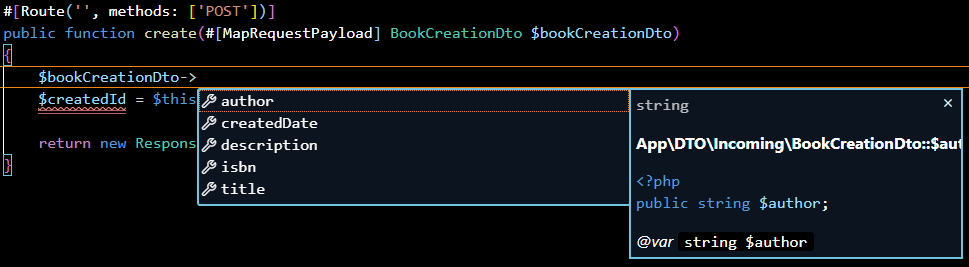 #[Route('', methods: ['POST'])]
public function create(#[MapRequestPayload] BookCreationDto $bookCreationDto)
{
$bookCreationDto->
$createdId = $this
return new Respons
}
author
createdDate
description
isbn
title
string ×
App\DTO\Incoming\BookCreationDto::$aut
<?php
public string $author;
@var string $author